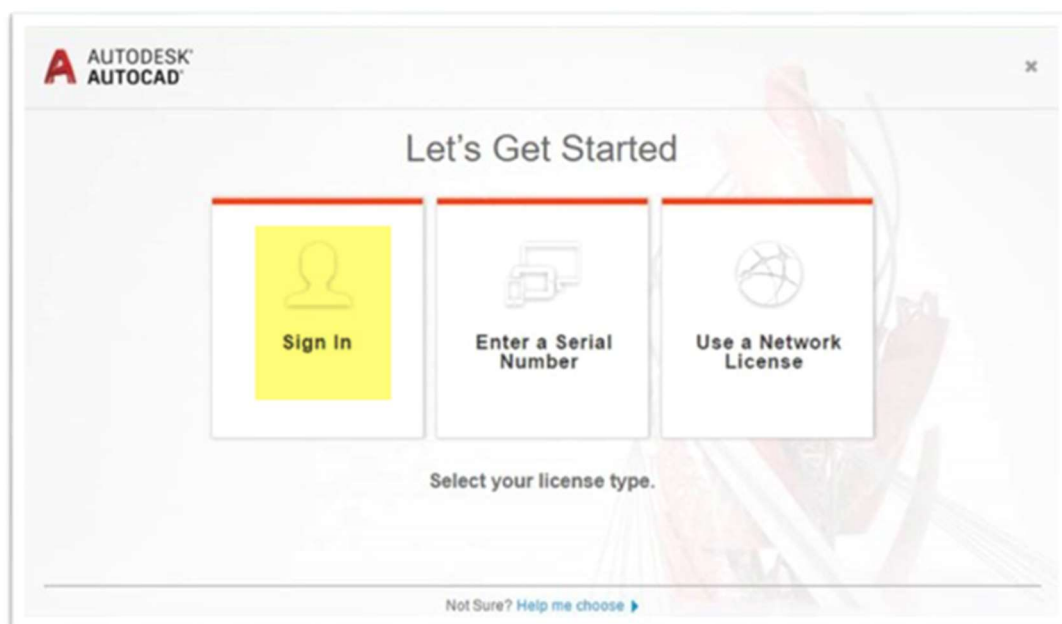 AUTODESK®
AUTOCAD®
Let's Get Started
Sign In
Enter a Serial
Number
Use a Network
License
Select your license type.
Not Sure? Help me choose